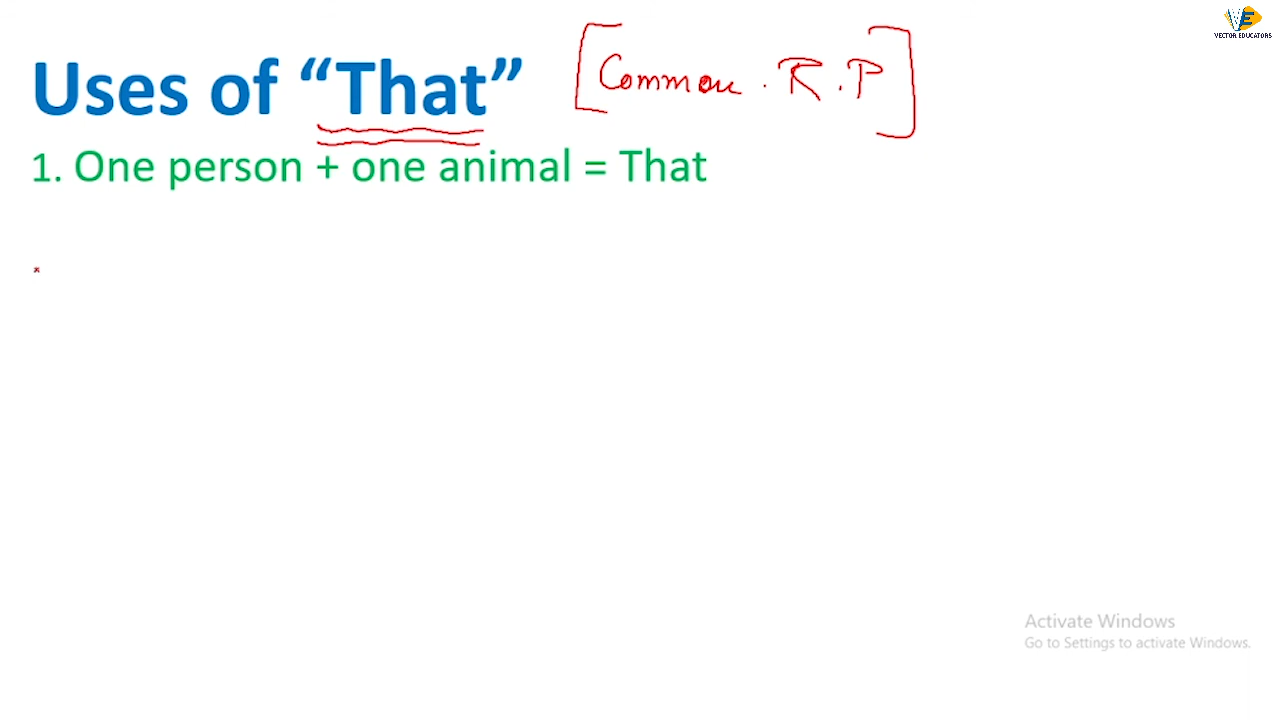 Uses of “That” [Common . R . P]
VECTOR EDUCATORS
1. One person + one animal = That
Activate Windows
Go to Settings to activate Windows.